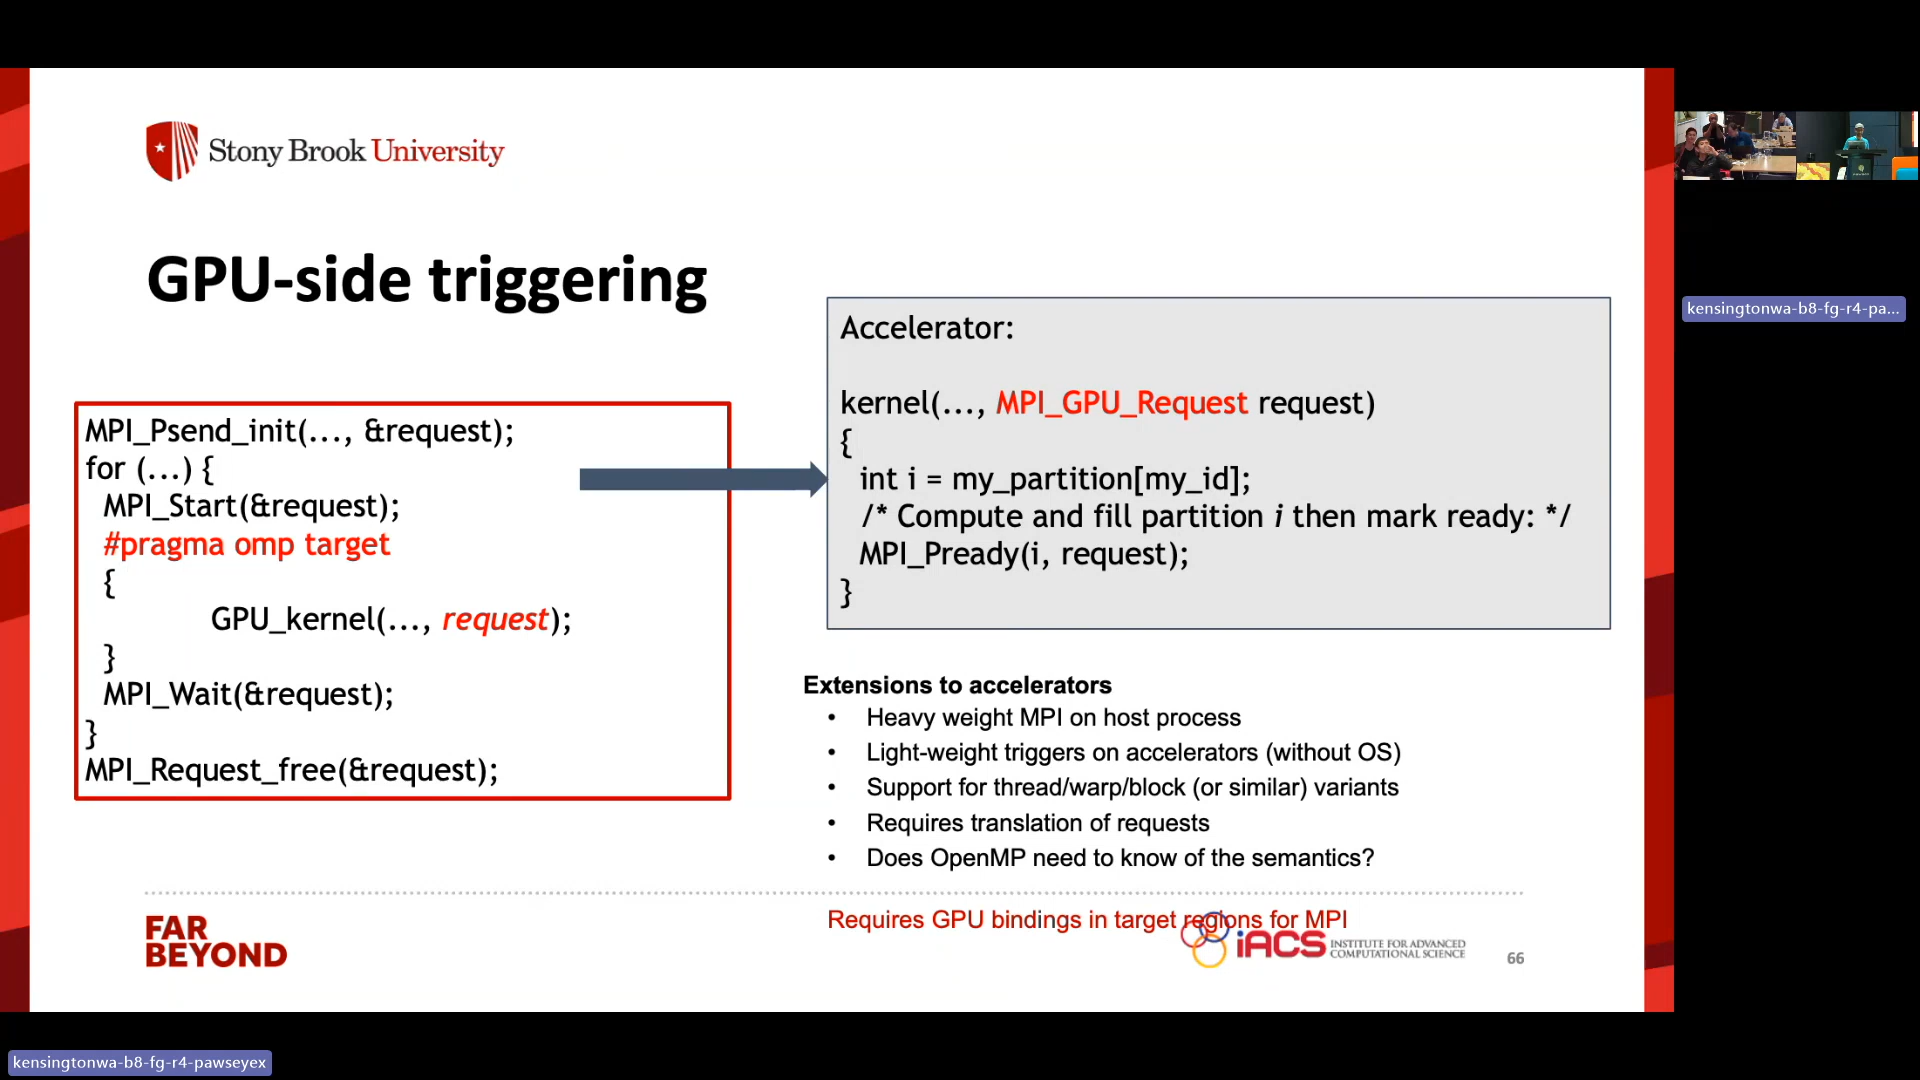 Stony Brook University
GPU-side triggering
MPI_Psend_init(..., &request);
for (...) {
MPI_Start(&request);
#pragma omp target
{
GPU_kernel(..., request);
}
MPI_Wait(&request);
}
MPI_Request_free(&request);
Accelerator:
kernel(..., MPI_GPU_Request request)
{
int i = my_partition[my_id];
/* Compute and fill partition i then mark ready: */
MPI_Pready(i, request);
}
Extensions to accelerators
• Heavy weight MPI on host process
• Light-weight triggers on accelerators (without OS)
• Support for thread/warp/block (or similar) variants
• Requires translation of requests
• Does OpenMP need to know of the semantics?
Requires GPU bindings in target regions for MPI
FAR
BEYOND
iACS INSTITUTE FOR ADVANCED
COMPUTATIONAL SCIENCE
66
kensingtonwa-b8-fg-r4-pa...
kensingtonwa-b8-fg-r4-pawseyex